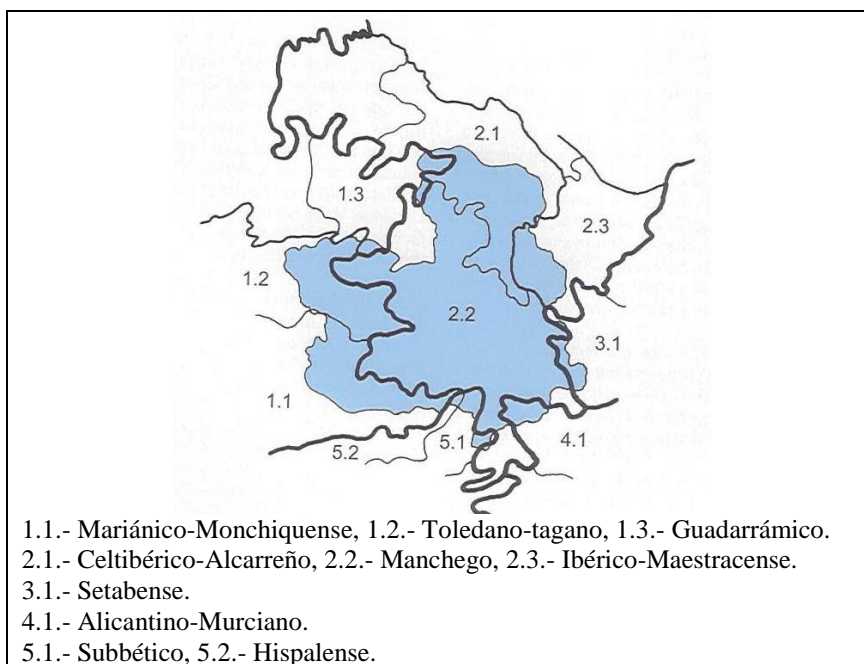 2.1
1.3
2.3
1.2
2.2
3.1
1.1
5.2
5.1
4.1
1.1.- Mariánico-Monchiquense, 1.2.- Toledano-tagano, 1.3.- Guadarrámico.
2.1.- Celtibérico-Alcarreño, 2.2.- Manchego, 2.3.- Ibérico-Maestracense.
3.1.- Setabense.
4.1.- Alicantino-Murciano.
5.1.- Subbético, 5.2.- Hispalense.